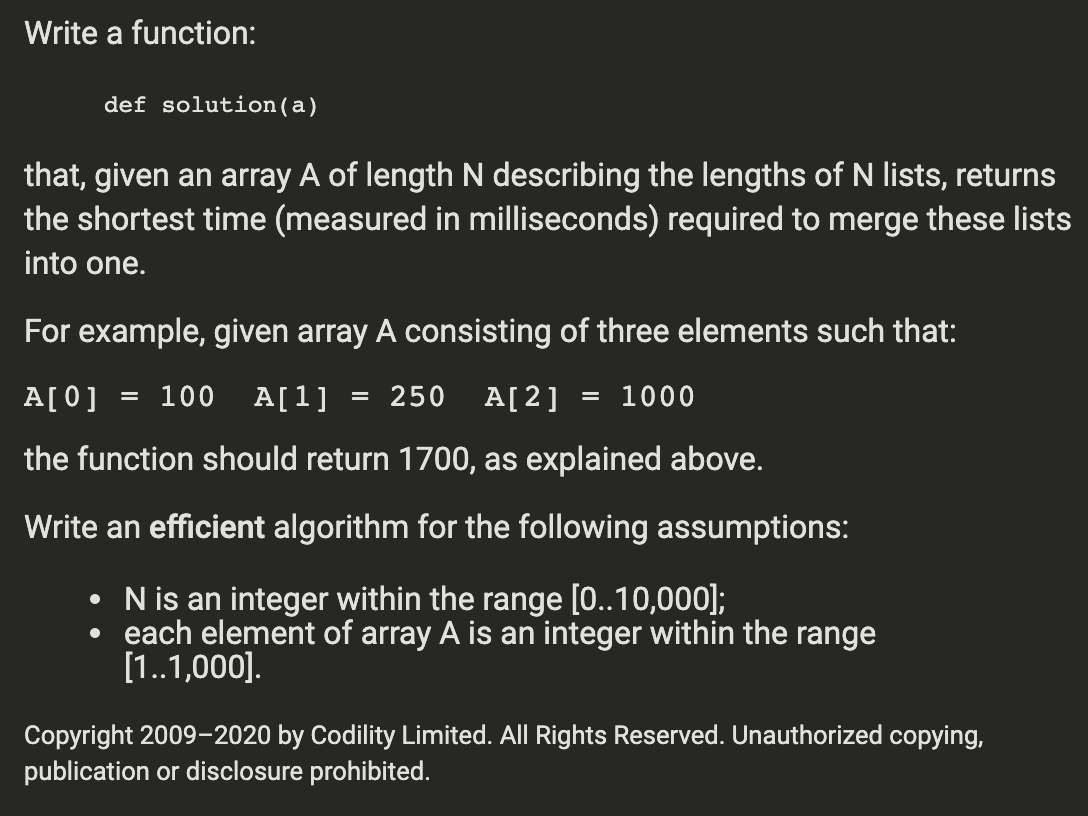 Write a function:
def solution(a)
that, given an array A of length N describing the lengths of N lists, returns
the shortest time (measured in milliseconds) required to merge these lists
into one.
For example, given array A consisting of three elements such that:
A[0] = 100  A[1] = 250  A[2] = 1000
the function should return 1700, as explained above.
Write an efficient algorithm for the following assumptions:
• N is an integer within the range [0..10,000];
• each element of array A is an integer within the range
[1..1,000].
Copyright 2009–2020 by Codility Limited. All Rights Reserved. Unauthorized copying,
publication or disclosure prohibited.